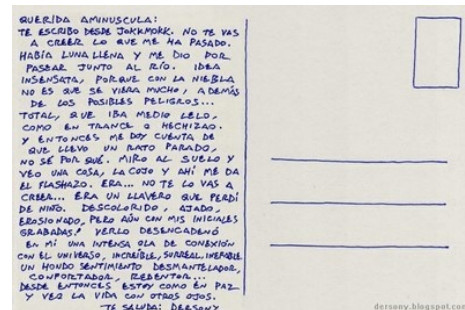 QUERIDA AMINUSCULA:
TE ESCRIBO DESDE JOKKMOKK. NO TE VAS
A CREER LO QUE ME HA PASADO.
HABÍA LUNA LLENA Y ME DIO POR
PASEAR JUNTO AL RÍO. IDEA
INSENSATA, PORQUE CON LA NIEBLA
NO ES QUE SE VIERA MUCHO, ADEMÁS
DE LOS POSIBLES PELIGROS...
TOTAL, QUE IBA MEDIO LELO,
COMO EN TRANCE O HECHIZAO.
Y ENTONCES ME DOY CUENTA DE
QUE LLEVO UN RATO PARADO,
NO SÉ POR QUÉ. MIRO AL SUELO Y
VEO UNA COSA, LA COJO Y AHÍ ME DA
EL FLASHAZO. ERA... NO TE LO VAS A
CREER... ERA UN LLAVERO QUE PERDÍ
DE NIÑO. DESCOLORIDO, AJADO,
EROSIONADO, PERO AÚN CON MIS INICIALES
GRABADAS! VERLO DESENCADENÓ
EN MÍ UNA INTENSA OLA DE CONEXIÓN
CON EL UNIVERSO, INCREÍBLE, SURREAL, INEFABLE
UN HONDO SENTIMIENTO DESMANTELADOR,
CONFORTADOR, REDENTOR...
DESDE ENTONCES ESTOY COMO EN PAZ
Y VEO LA VIDA CON OTROS OJOS.
TE SALUDA: DERSONY
dersony.blogspot.com